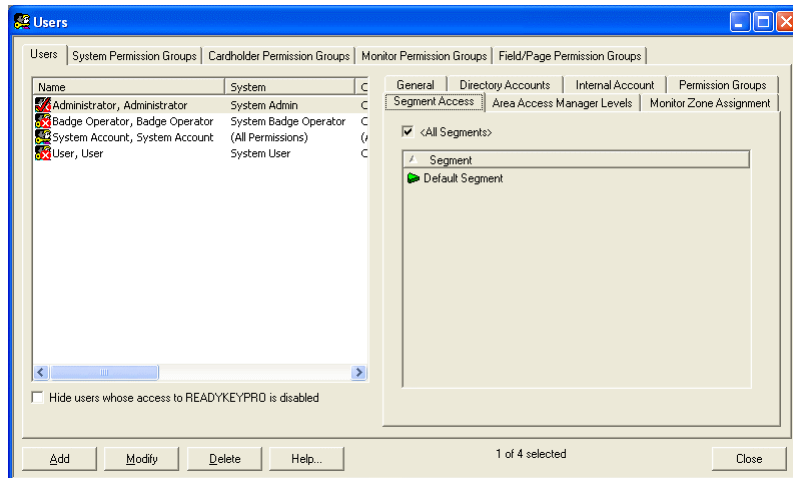 Users
Users System Permission Groups Cardholder Permission Groups Monitor Permission Groups Field/Page Permission Groups
Name System C
Administrator, Administrator System Admin C
Badge Operator, Badge Operator System Badge Operator C
System Account, System Account (All Permissions) (A
User, User System User C
Hide users whose access to READYKEYPRO is disabled
General Directory Accounts Internal Account Permission Groups
Segment Access Area Access Manager Levels Monitor Zone Assignment
<All Segments>
Segment
Default Segment
Add Modify Delete Help... 1 of 4 selected Close